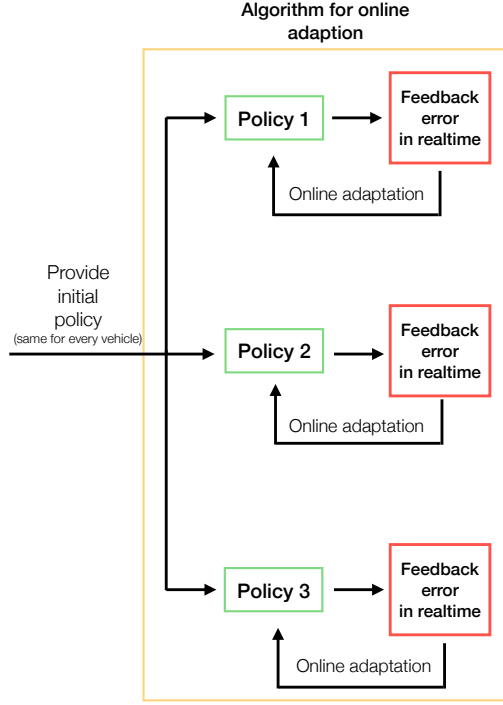 Algorithm for online
adaption
Policy 1
Feedback
error
in realtime
Online adaptation
Provide
initial
policy
(same for every vehicle)
Policy 2
Feedback
error
in realtime
Online adaptation
Policy 3
Feedback
error
in realtime
Online adaptation